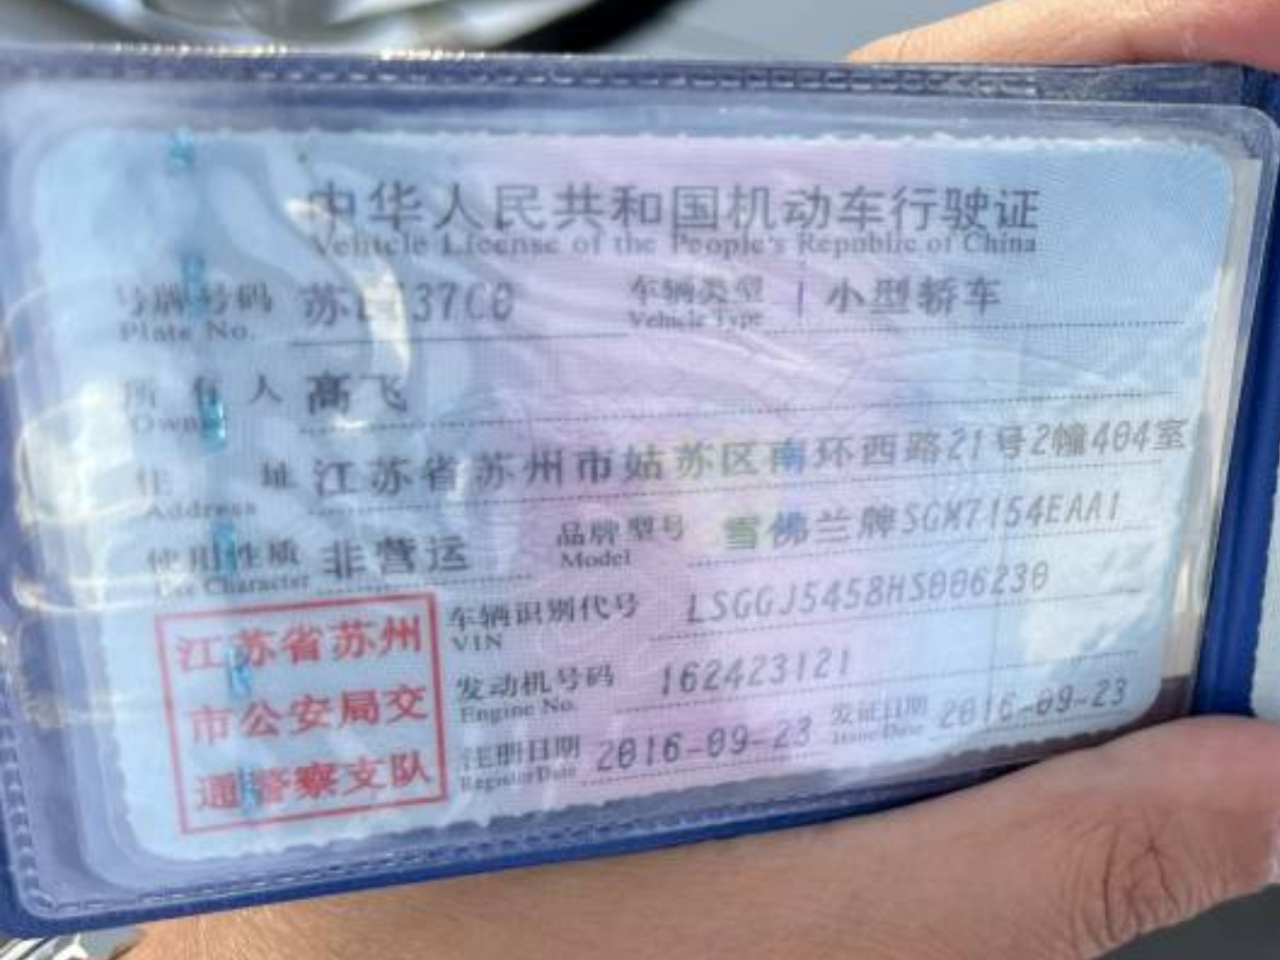 中华人民共和国机动车行驶证
Vehicle License of the People's Republic of China
号牌号码 苏 37C0 车辆类型 小型轿车
Plate No. Vehicle Type
所有人 高飞
Owner
住址 江苏省苏州市姑苏区南环西路21号2幢404室
Address
使用性质 非营运 品牌型号 雪佛兰牌SGM7154EAA1
Use Character Model
江苏省苏州 车辆识别代号 LSGGJ5458HS006230
VIN
市公安局交 发动机号码 162423121
Engine No.
通警察支队 注册日期 2016-09-23 发证日期 2016-09-23
Register Date Issue Date